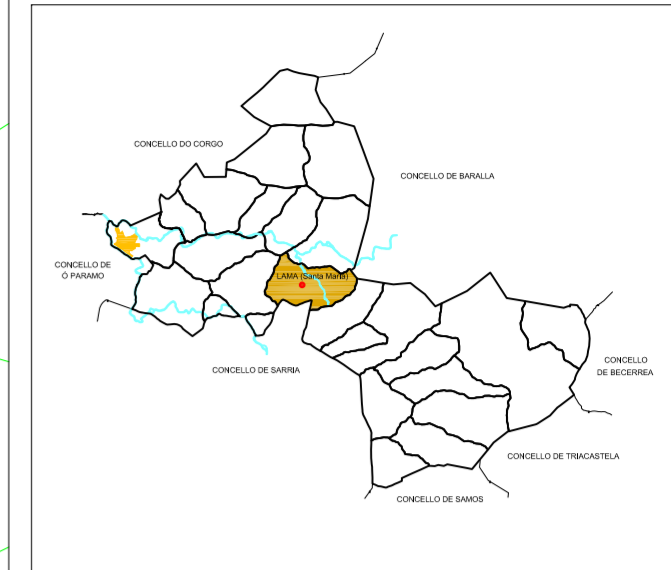 CONCELLO DO CORGO
CONCELLO DE BARALLA
CONCELLO DE
Ó PARAMO
LAMA (Santa María)
CONCELLO DE SARRIA
CONCELLO
DE BECERREA
CONCELLO DE TRIACASTELA
CONCELLO DE SAMOS